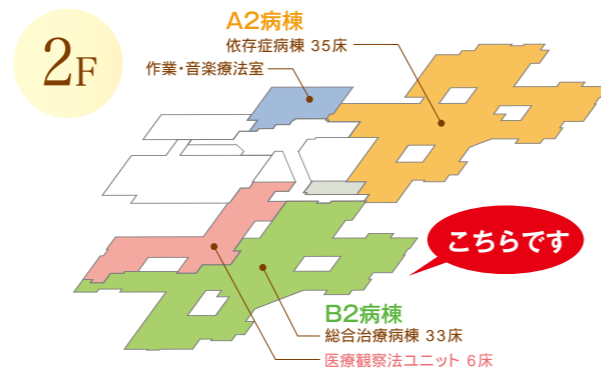 2F
A2病棟
依存症病棟 35床
作業・音楽療法室
こちらです
B2病棟
総合治療病棟 33床
医療観察法ユニット 6床